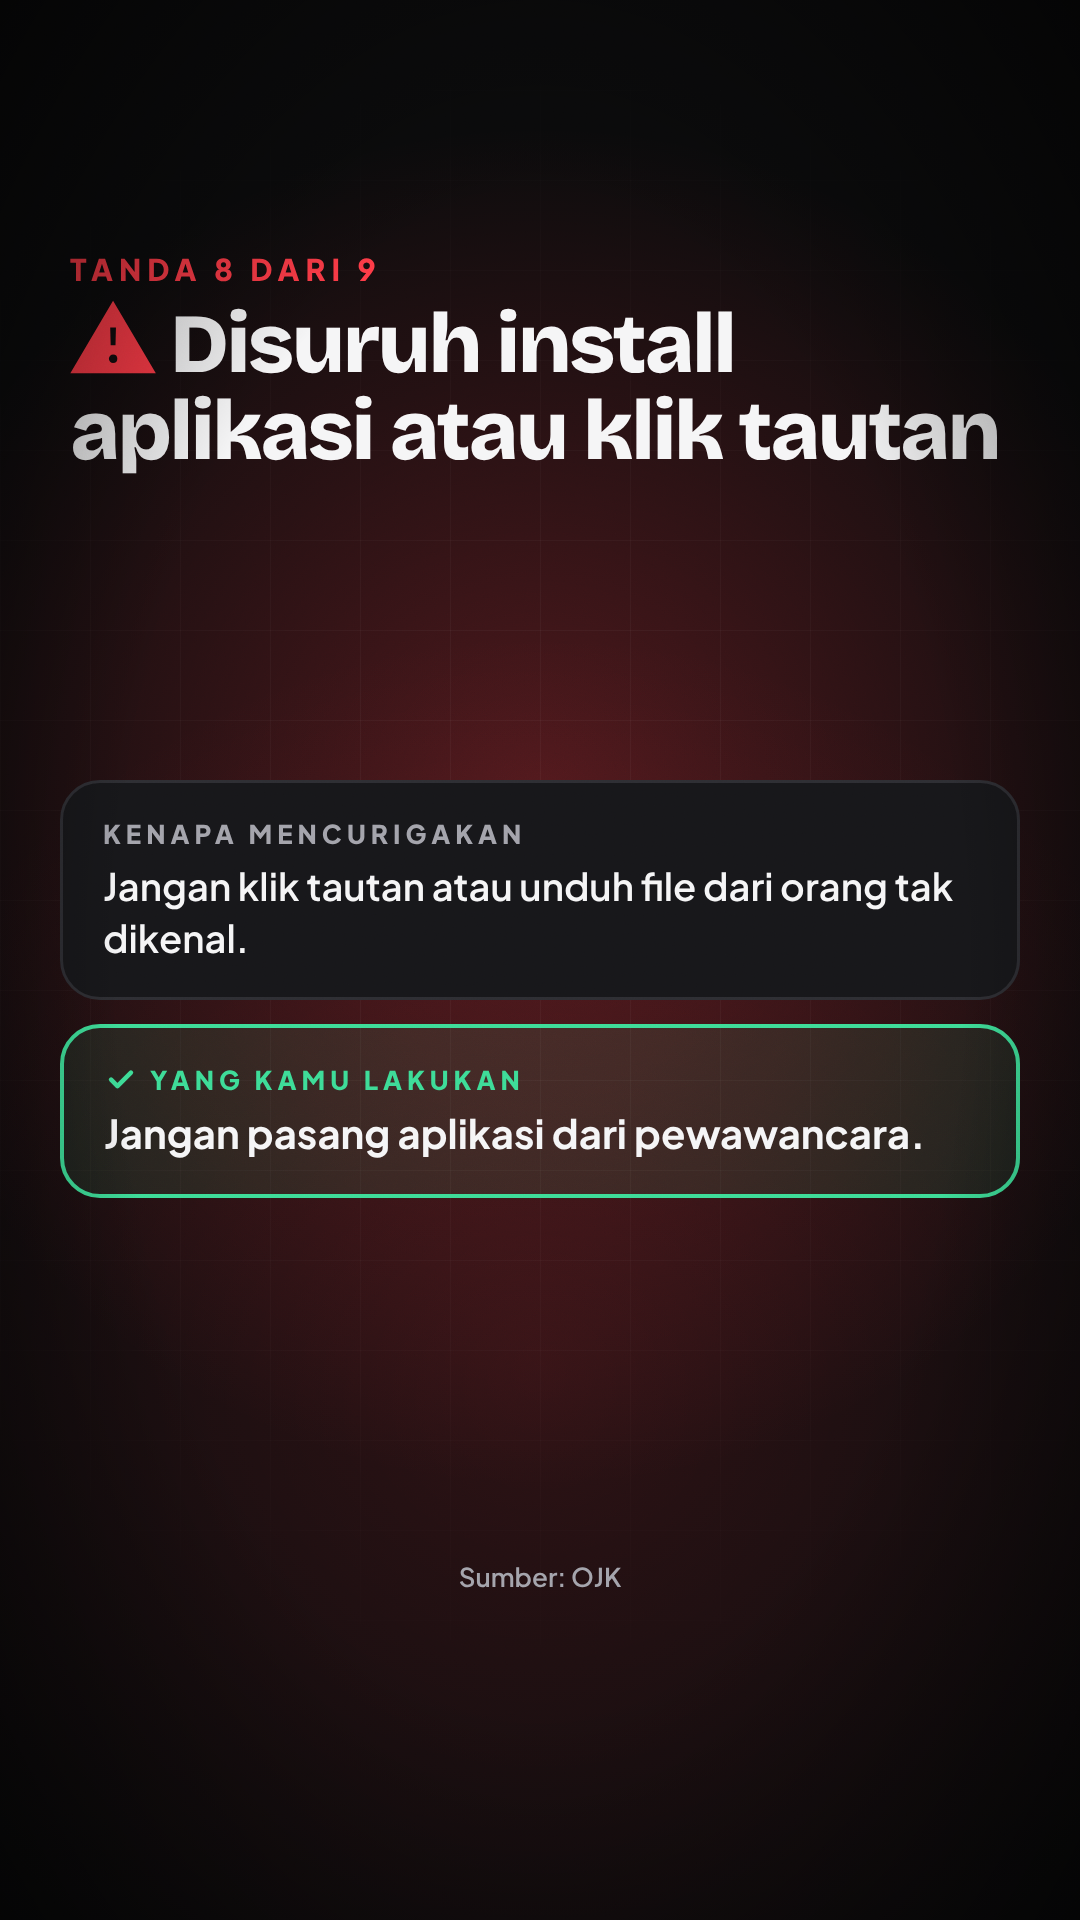 TANDA 8 DARI 9
Disuruh install
aplikasi atau klik tautan
KENAPA MENCURIGAKAN
Jangan klik tautan atau unduh file dari orang tak
dikenal.
YANG KAMU LAKUKAN
Jangan pasang aplikasi dari pewawancara.
Sumber: OJK